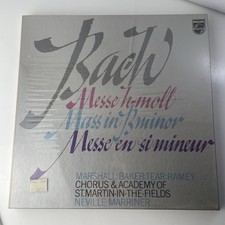 Bach
Messe h-moll
Mass in B minor
Messe en si mineur
MARSHALL·BAKER·TEAR·RAMEY
CHORUS & ACADEMY OF
ST. MARTIN-IN-THE-FIELDS
NEVILLE MARRINER